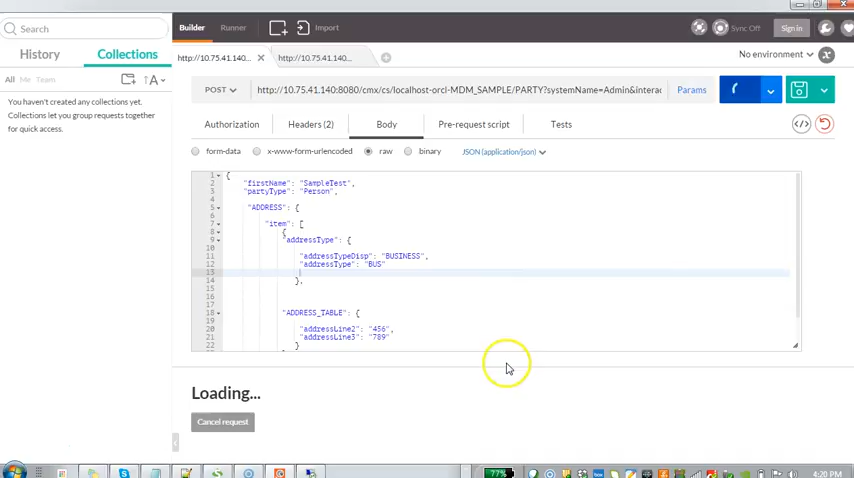 Search
Builder
Runner
Import
Sync Off
Sign in
History
Collections
http://10.75.41.140...
http://10.75.41.140...
No environment
All Me Team
You haven't created any collections yet.
Collections let you group requests together
for quick access.
POST
http://10.75.41.140:8080/cmx/cs/localhost-orcl-MDM_SAMPLE/PARTY?systemName=Admin&interac
Params
Authorization
Headers (2)
Body
Pre-request script
Tests
form-data
x-www-form-urlencoded
raw
binary
JSON (application/json)
1 {
2 "firstName": "SampleTest",
3 "partyType": "Person",
4
5 "ADDRESS": {
6
7 "item": [
8 {
9 "addressType": {
10
11 "addressTypeDisp": "BUSINESS",
12 "addressType": "BUS"
13
14 },
15
16
17
18 "ADDRESS_TABLE": {
19
20 "addressLine2": "456",
21 "addressLine3": "789"
22 }
Loading...
Cancel request
77%
4:20 PM